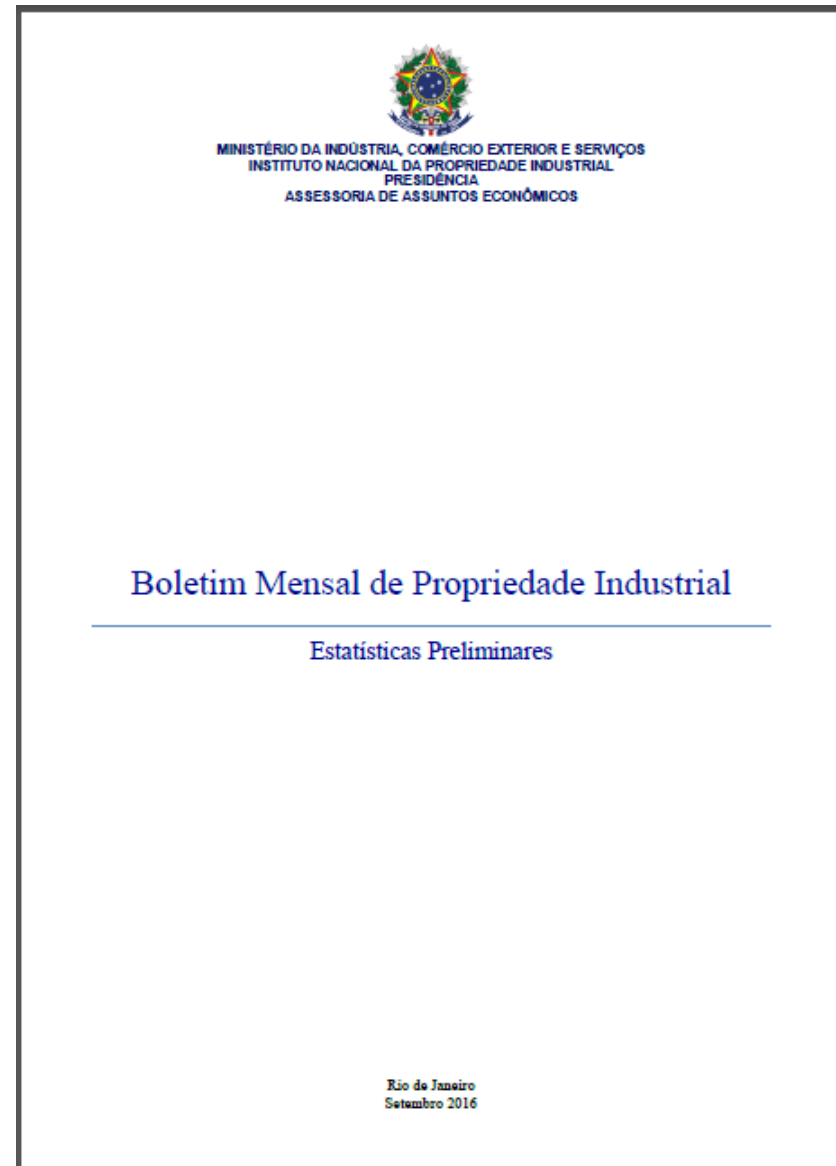 MINISTÉRIO DA INDÚSTRIA, COMÉRCIO EXTERIOR E SERVIÇOS
INSTITUTO NACIONAL DA PROPRIEDADE INDUSTRIAL
PRESIDÊNCIA
ASSESSORIA DE ASSUNTOS ECONÔMICOS
Boletim Mensal de Propriedade Industrial
Estatísticas Preliminares
Rio de Janeiro
Setembro 2016